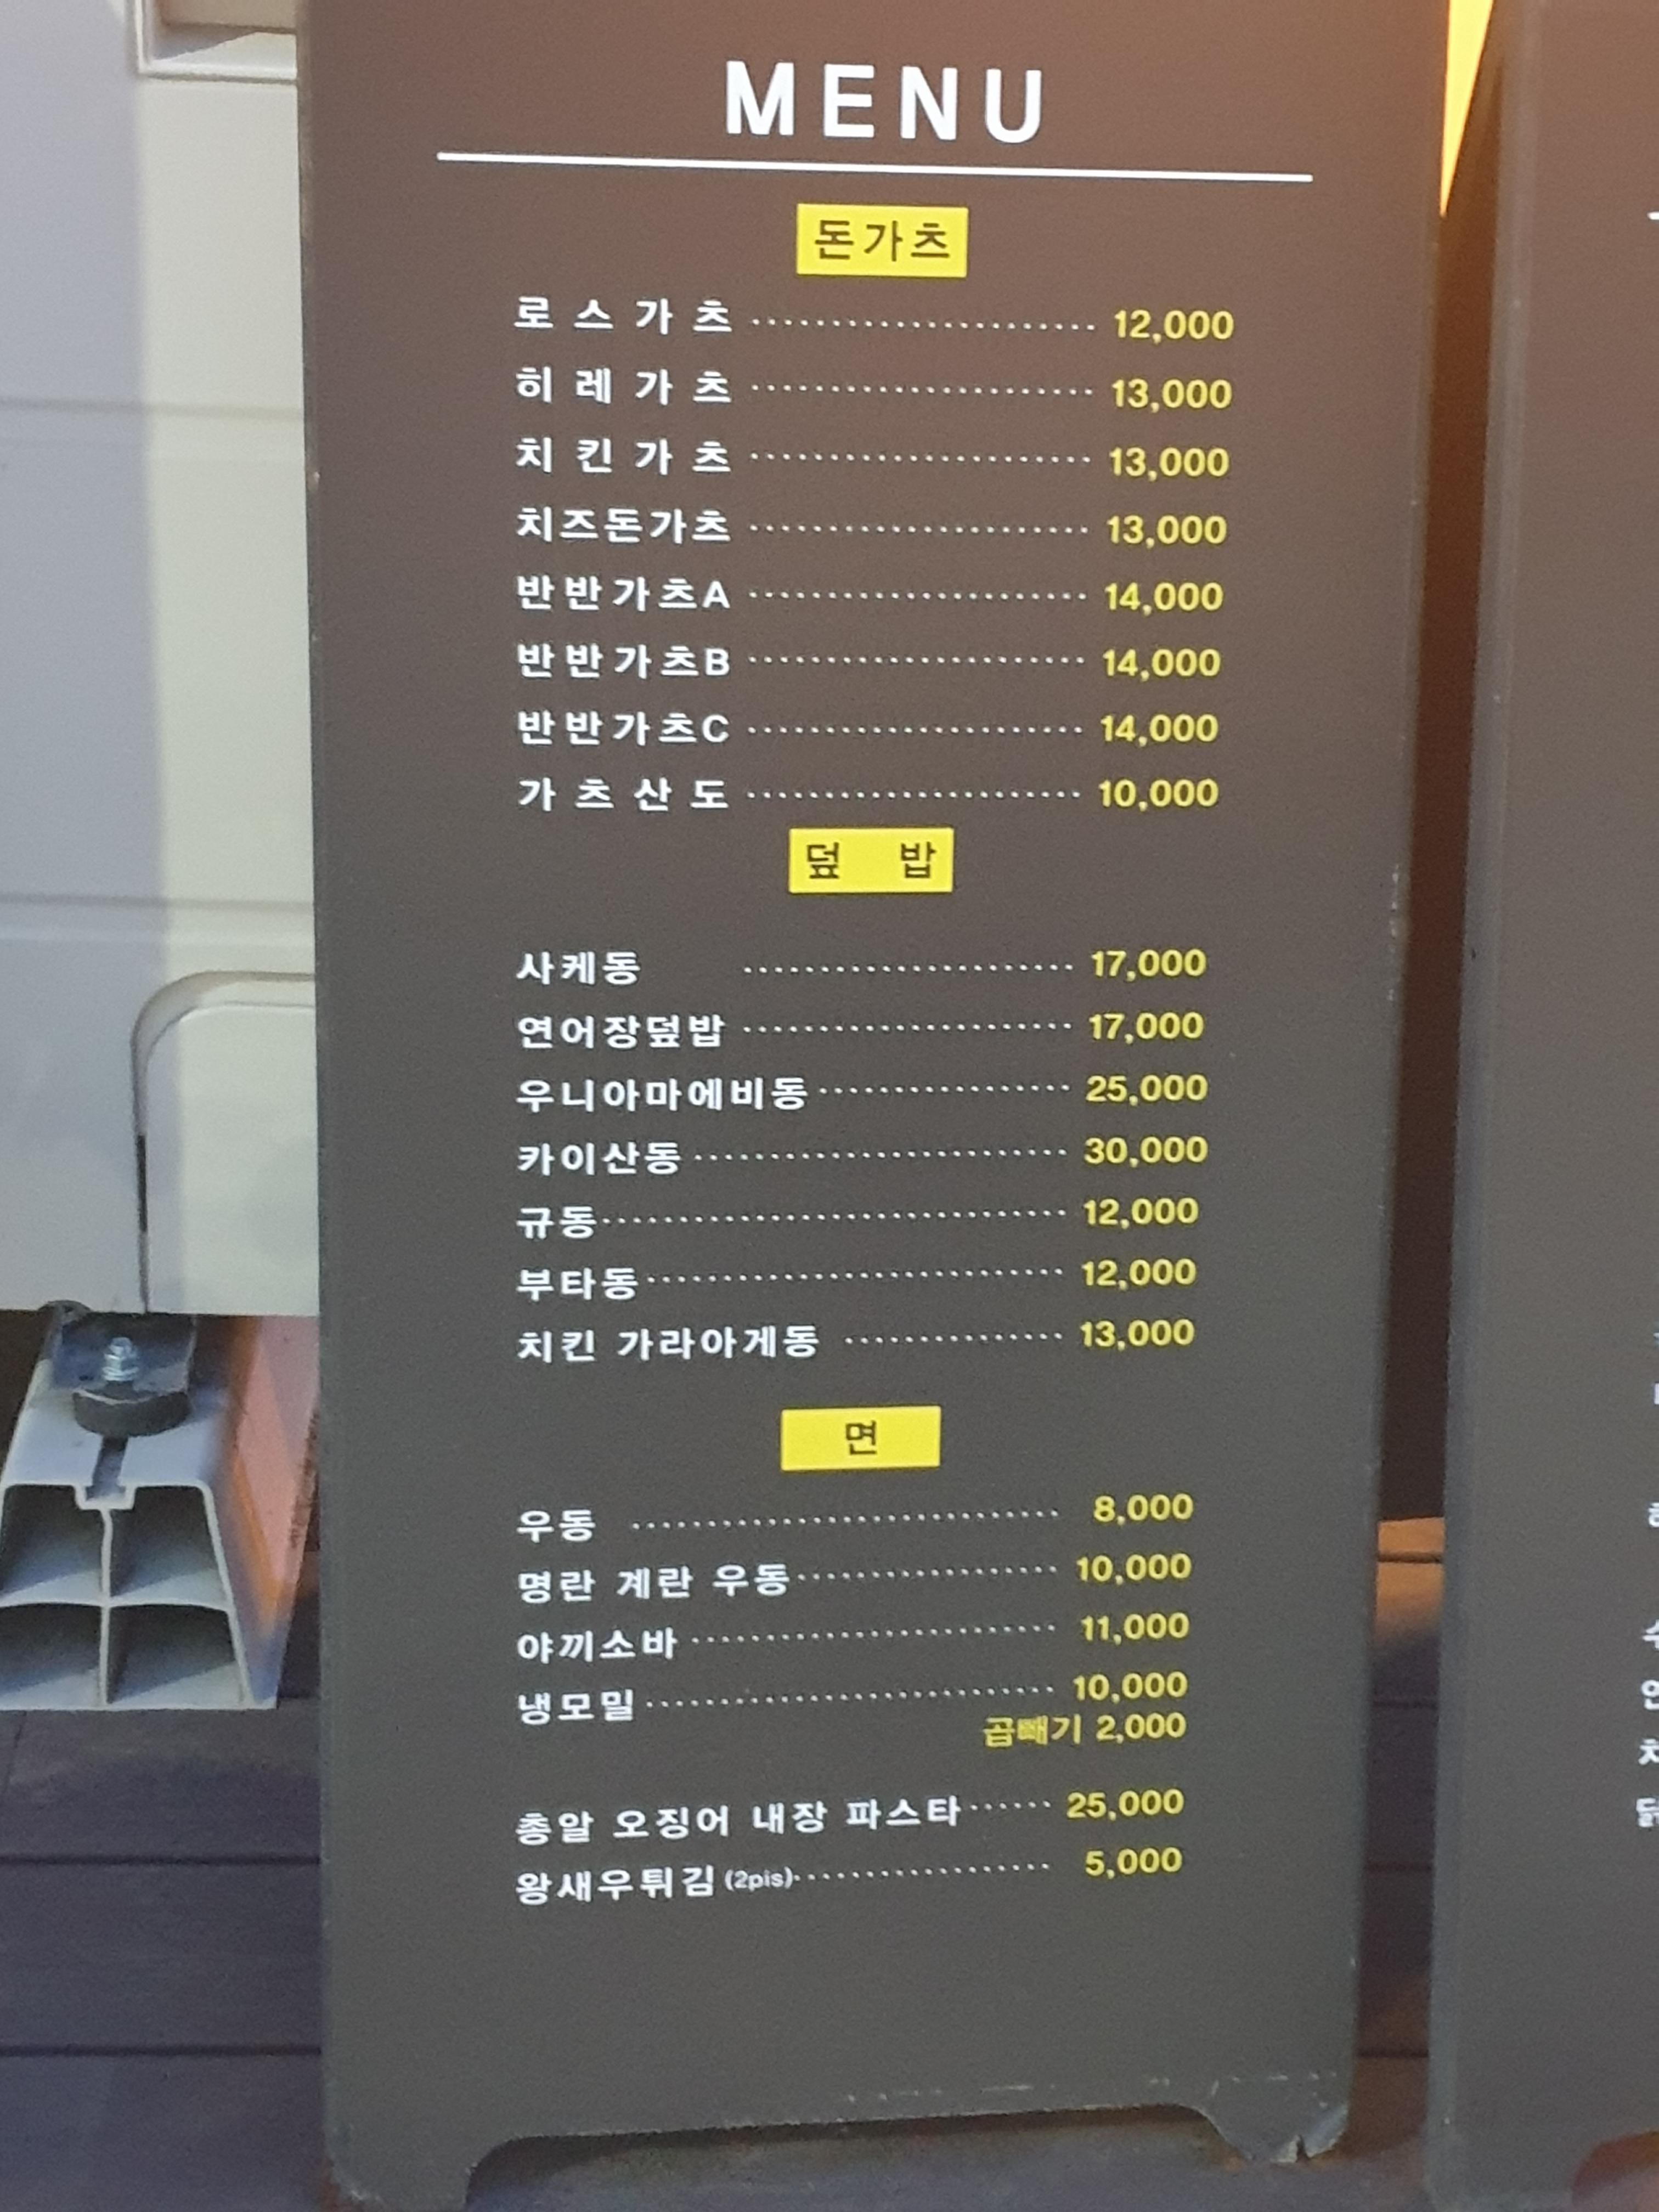 MENU
돈가츠
로스가츠 12,000
히레가츠 13,000
치킨가츠 13,000
치즈돈가츠 13,000
반반가츠A 14,000
반반가츠B 14,000
반반가츠C 14,000
가츠산도 10,000
덮 밥
사케동 17,000
연어장덮밥 17,000
우니아마에비동 25,000
카이산동 30,000
규동 12,000
부타동 12,000
치킨 가라아게동 13,000
면
우동 8,000
명란 계란 우동 10,000
야끼소바 11,000
냉모밀 10,000
곱빼기 2,000
총알 오징어 내장 파스타 25,000
왕새우튀김 (2pis) 5,000